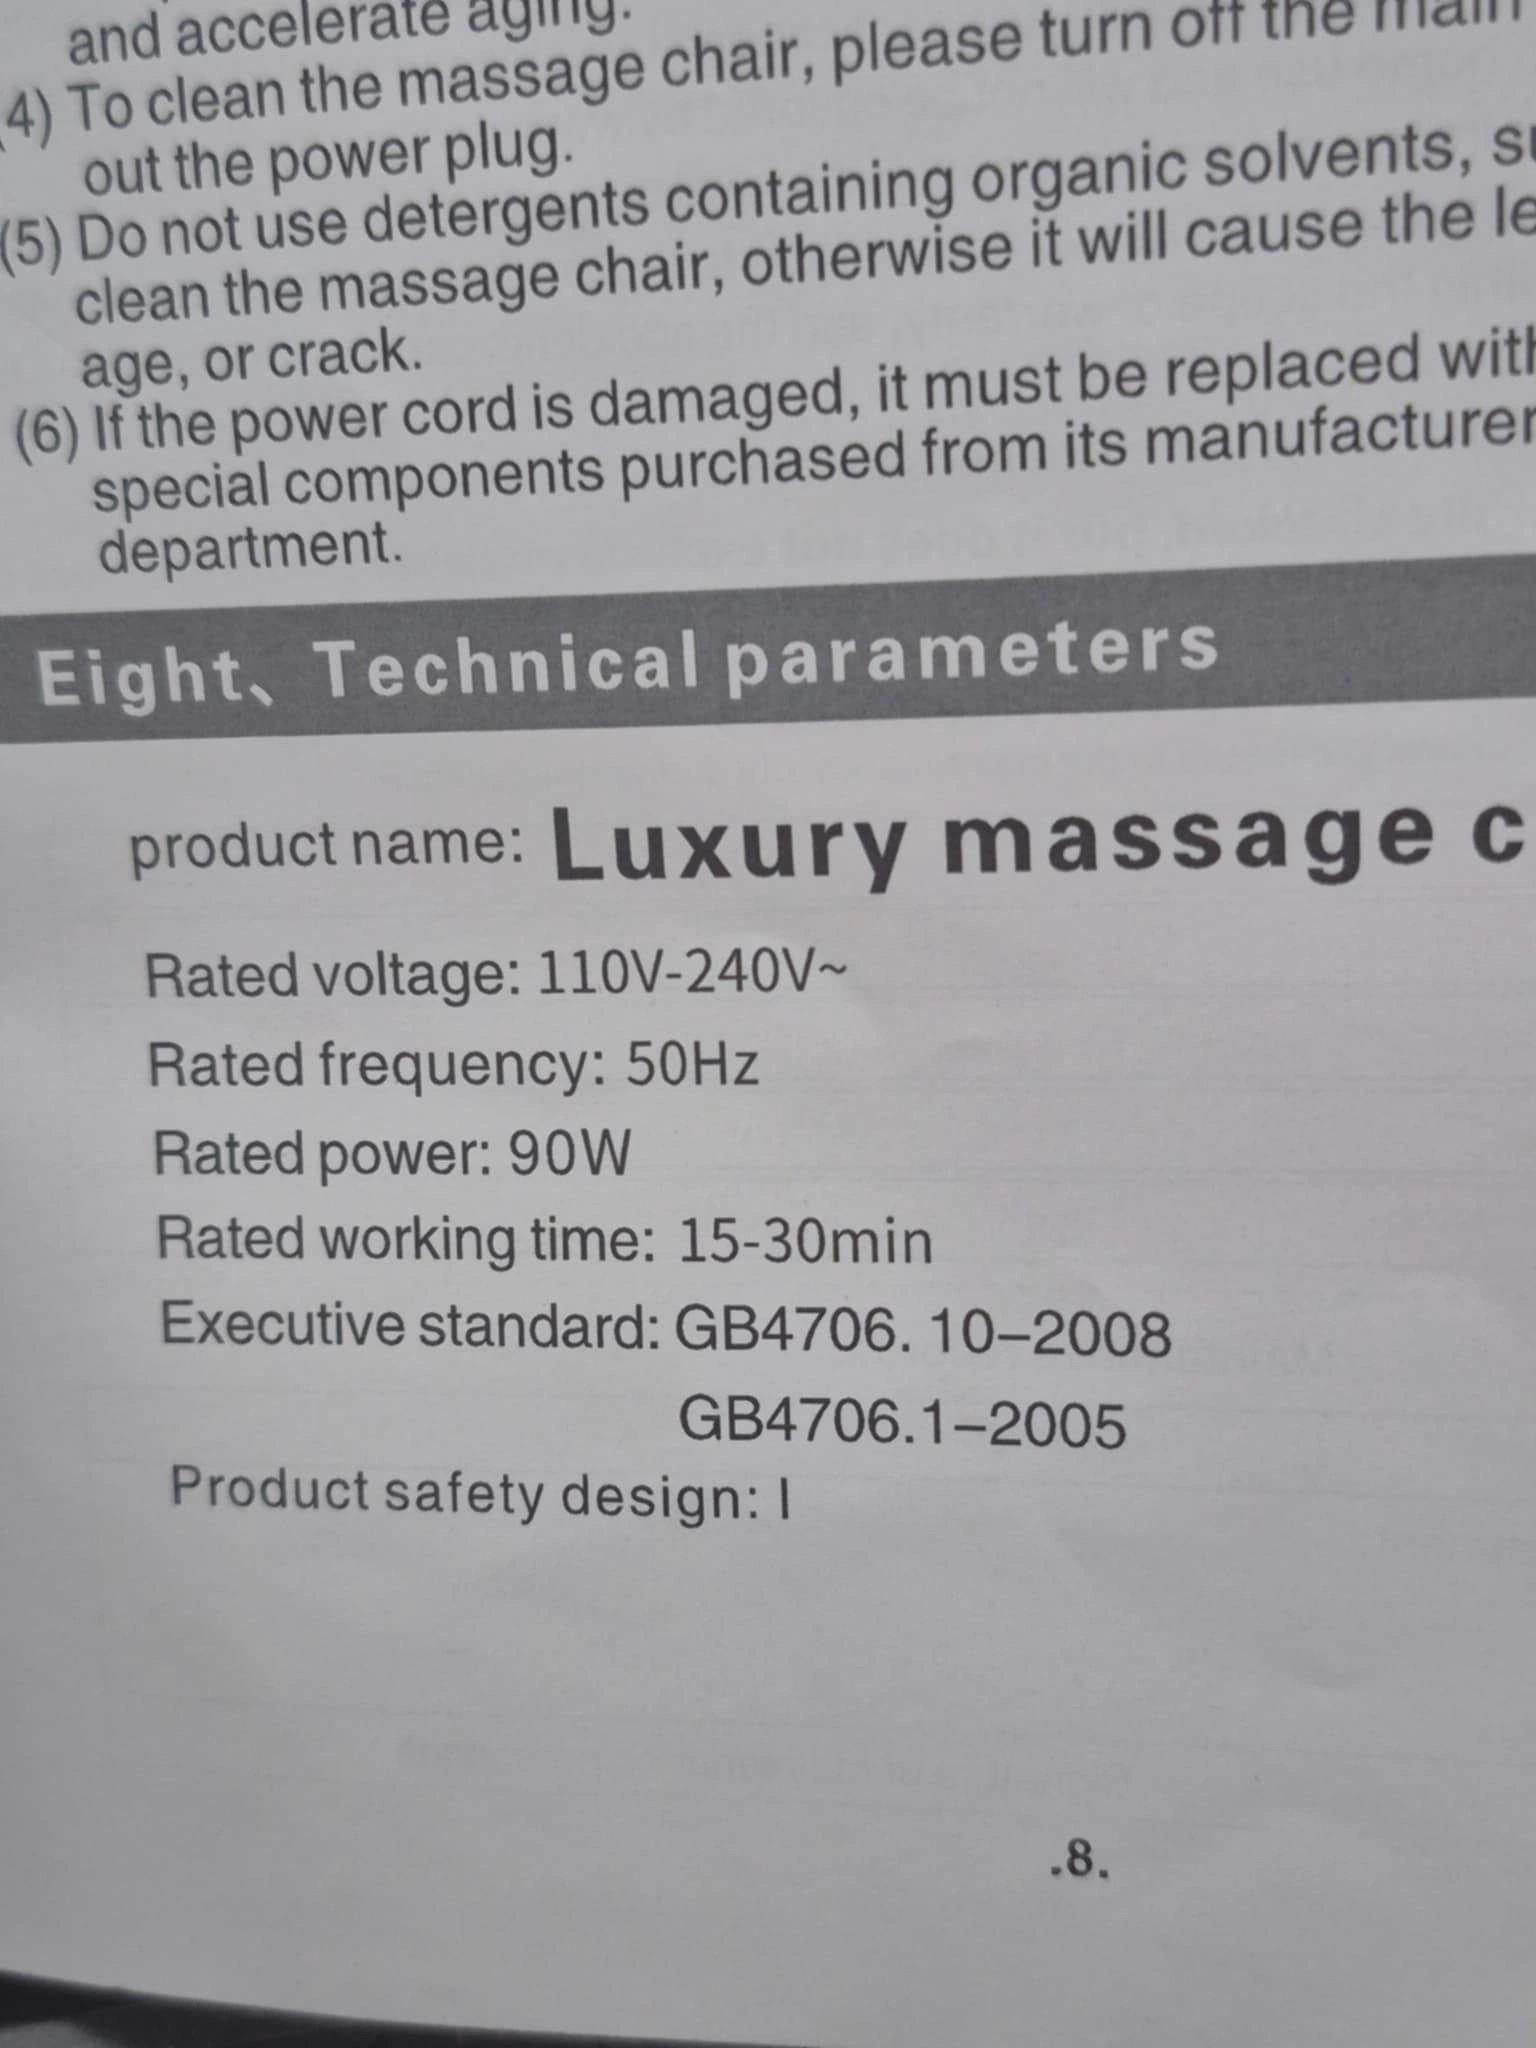 and accelerate aging.
(4) To clean the massage chair, please turn off the main
out the power plug.
(5) Do not use detergents containing organic solvents,
clean the massage chair, otherwise it will cause the
age, or crack.
(6) If the power cord is damaged, it must be replaced with
special components purchased from its manufacturer
department.
Eight、Technical parameters
product name: Luxury massage
Rated voltage: 110V-240V~
Rated frequency: 50Hz
Rated power: 90W
Rated working time: 15-30min
Executive standard: GB4706. 10–2008
GB4706.1–2005
Product safety design: I
.8.